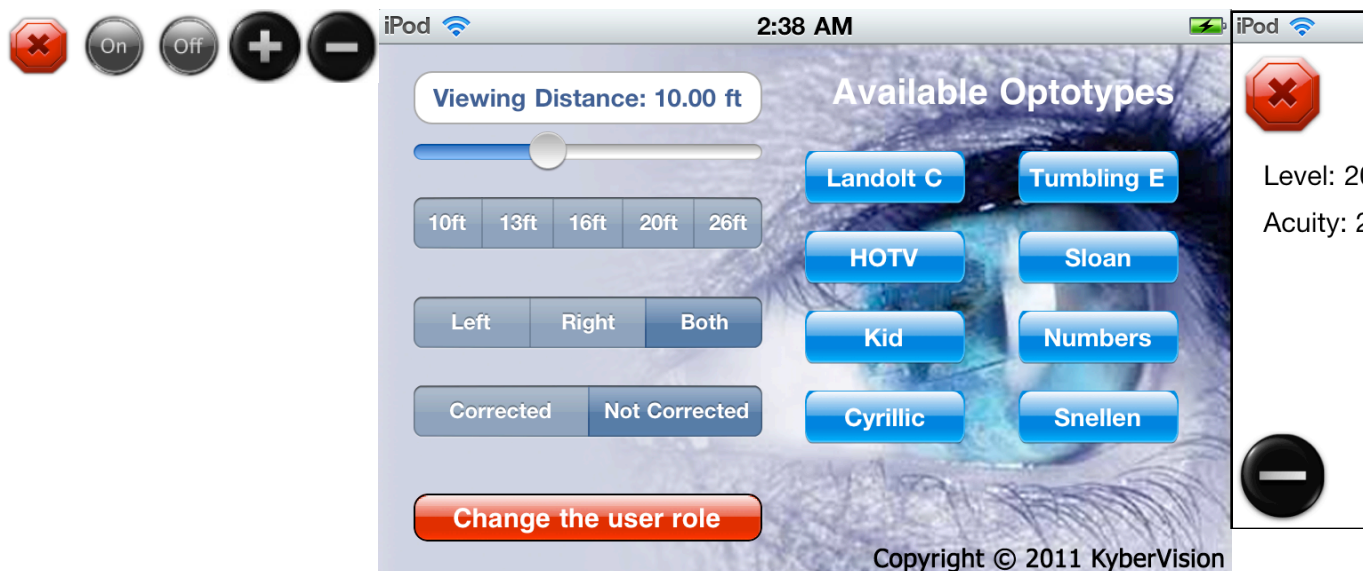 On Off
iPod 2:38 AM
Viewing Distance: 10.00 ft
10ft 13ft 16ft 20ft 26ft
Left Right Both
Corrected Not Corrected
Change the user role
Available Optotypes
Landolt C Tumbling E
HOTV Sloan
Kid Numbers
Cyrillic Snellen
Copyright © 2011 KyberVision
iPod
Level:
Acuity: